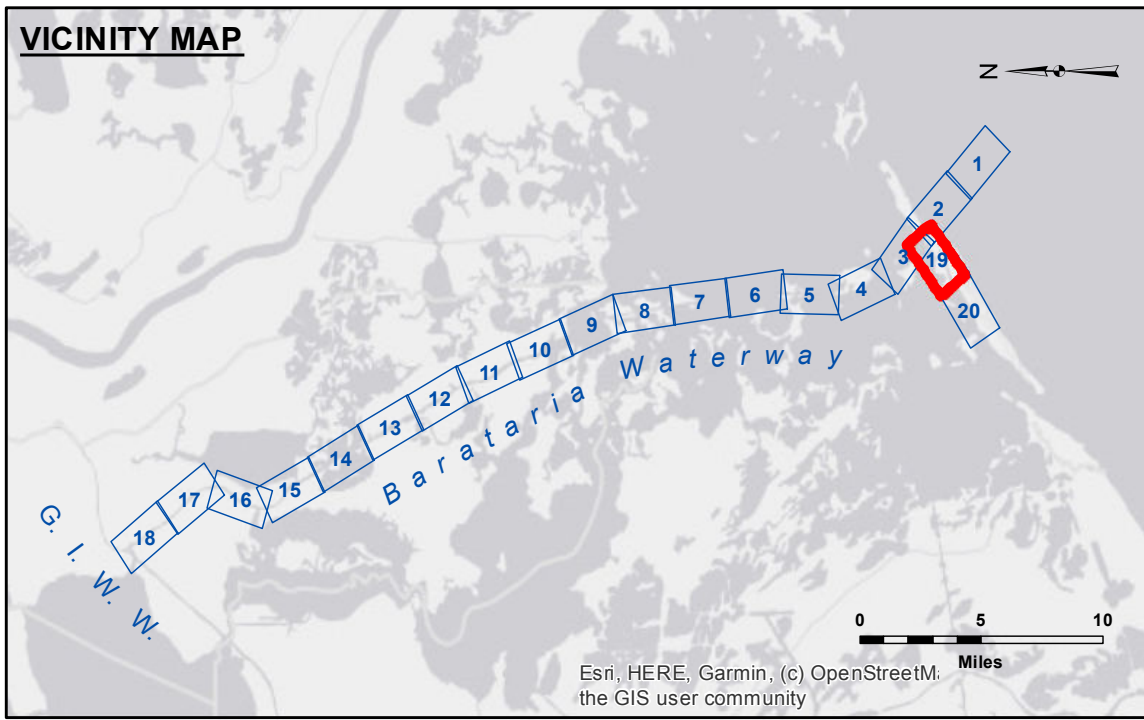 VICINITY MAP
N
1
2
3
19
4
5
6
7
8
20
9
10
11
12
13
14
15
16
17
18
Barataria Waterway
G. I. W. W.
0 5 10
Miles
Esri, HERE, Garmin, (c) OpenStreetM
the GIS user community